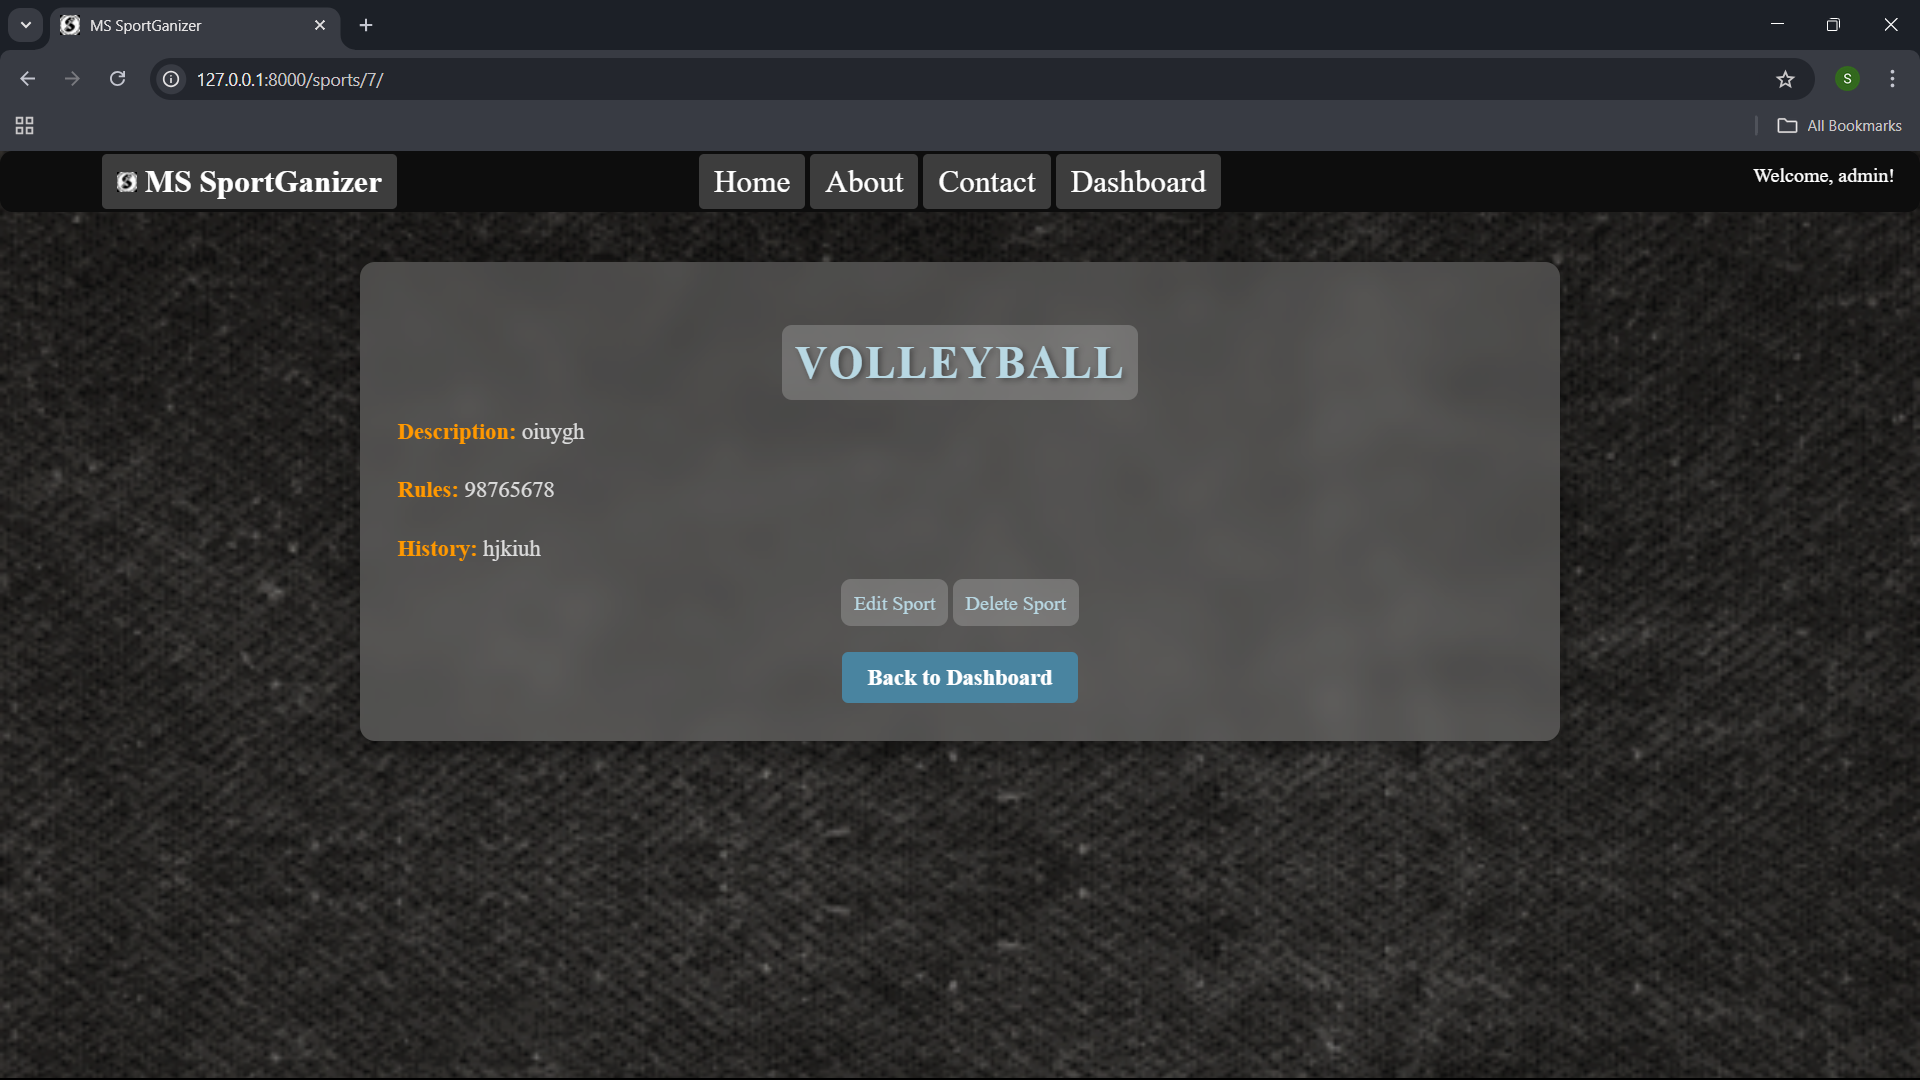 MS SportGanizer
127.0.0.1:8000/sports/7/
S
All Bookmarks
MS SportGanizer
Home
About
Contact
Dashboard
Welcome, admin!
VOLLEYBALL
Description: oiuygh
Rules: 98765678
History: hjkiuh
Edit Sport
Delete Sport
Back to Dashboard